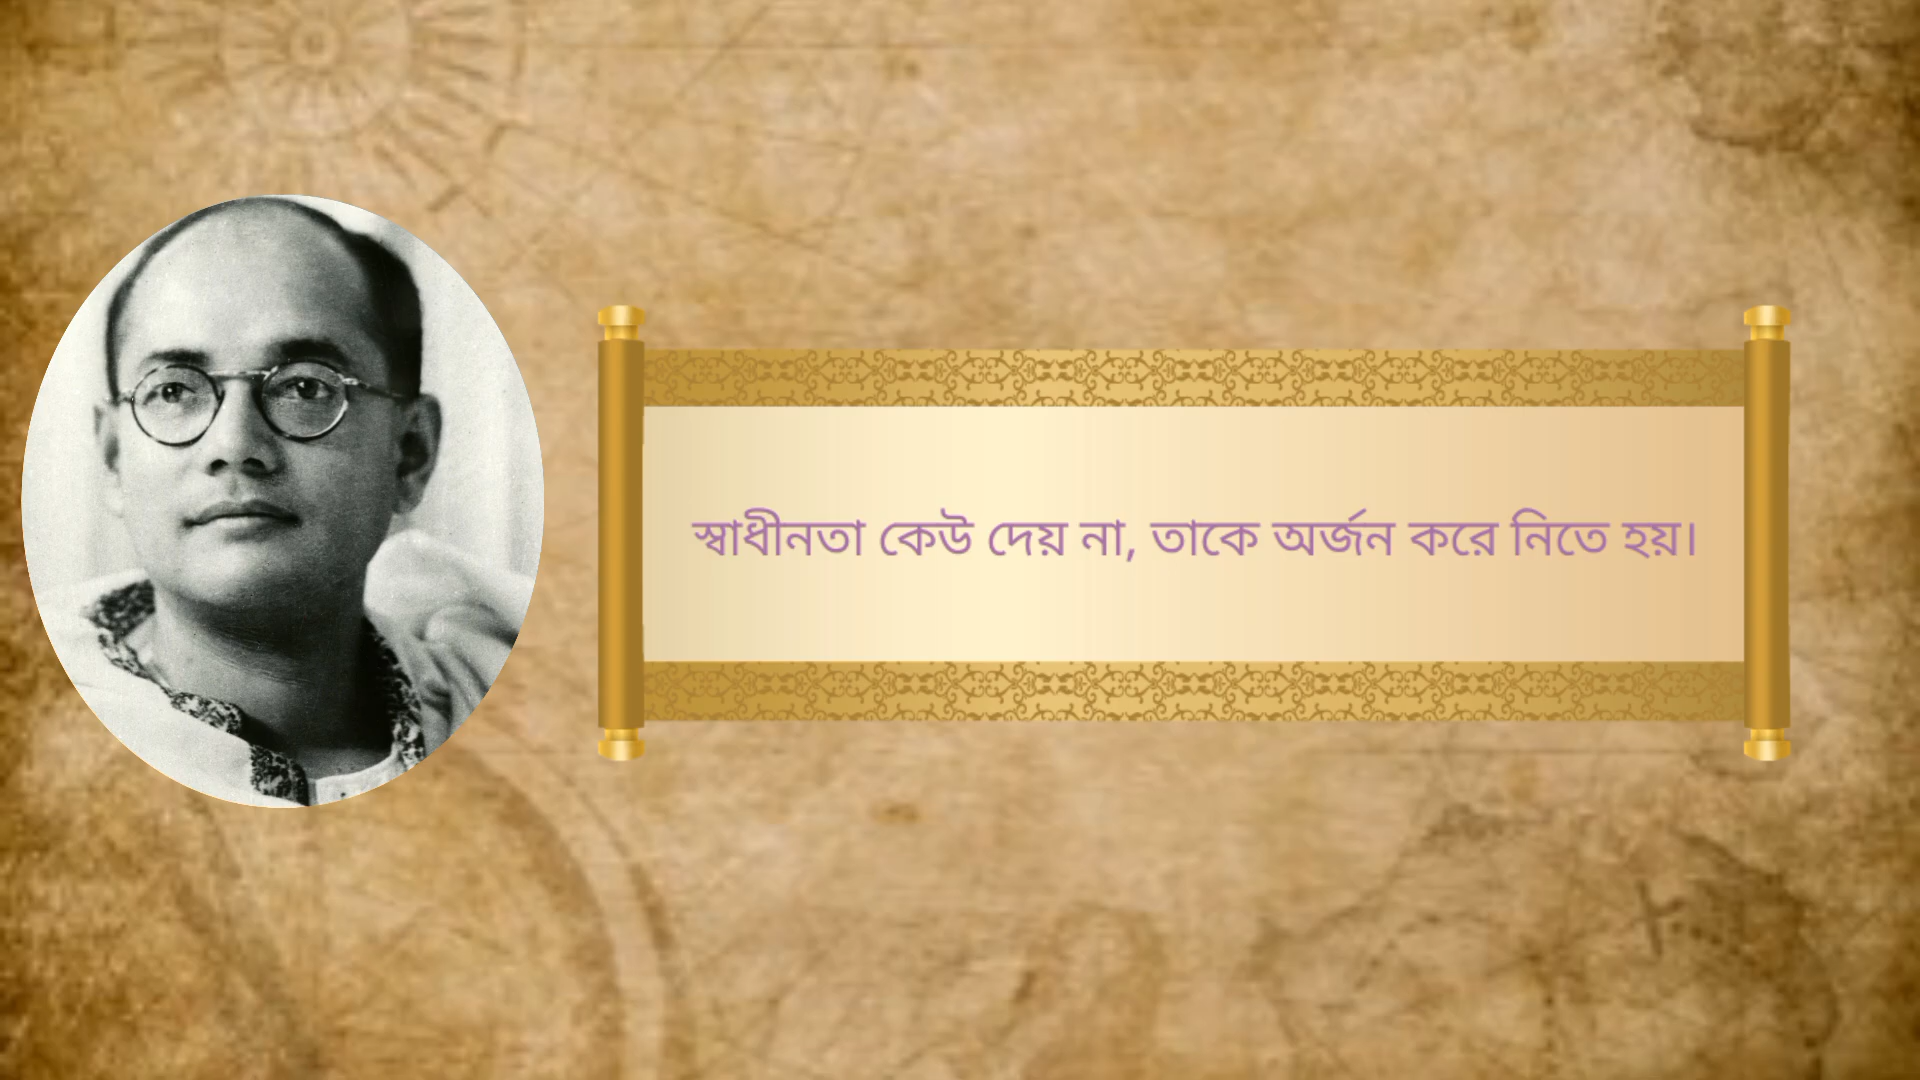 স্বাধীনতা কেউ দেয় না, তাকে অর্জন করে নিতে হয়।